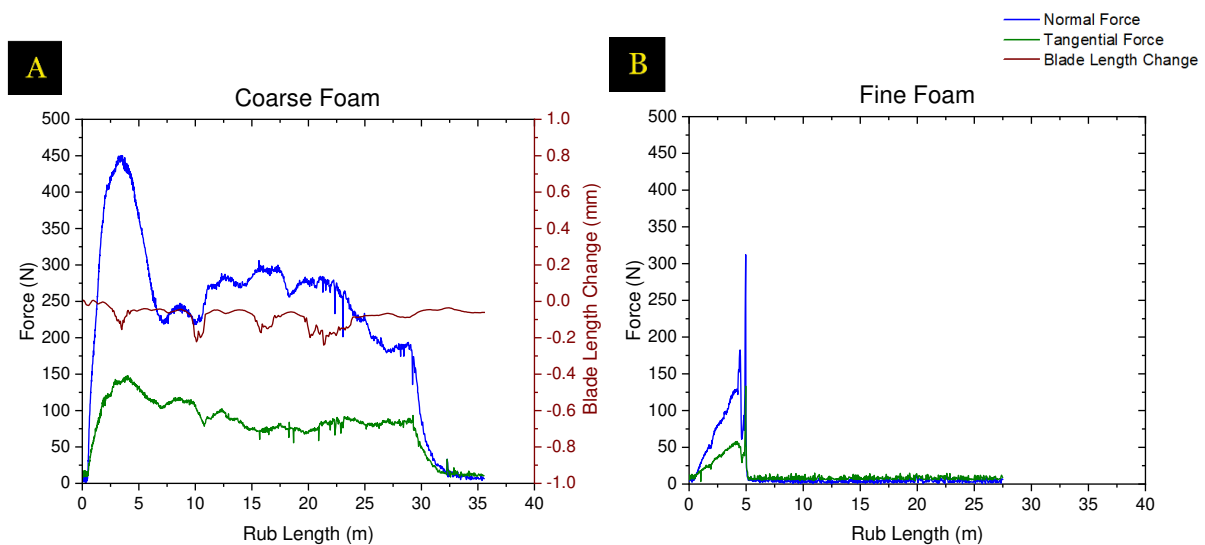 Normal Force
Tangential Force
Blade Length Change
A
B
Coarse Foam
Fine Foam
500
450
400
350
300
250
200
150
100
50
0
Force (N)
1.0
0.8
0.6
0.4
0.2
0.0
-0.2
-0.4
-0.6
-0.8
-1.0
Blade Length Change (mm)
0 5 10 15 20 25 30 35 40
Rub Length (m)
500
450
400
350
300
250
200
150
100
50
0
Force (N)
0 5 10 15 20 25 30 35 40
Rub Length (m)